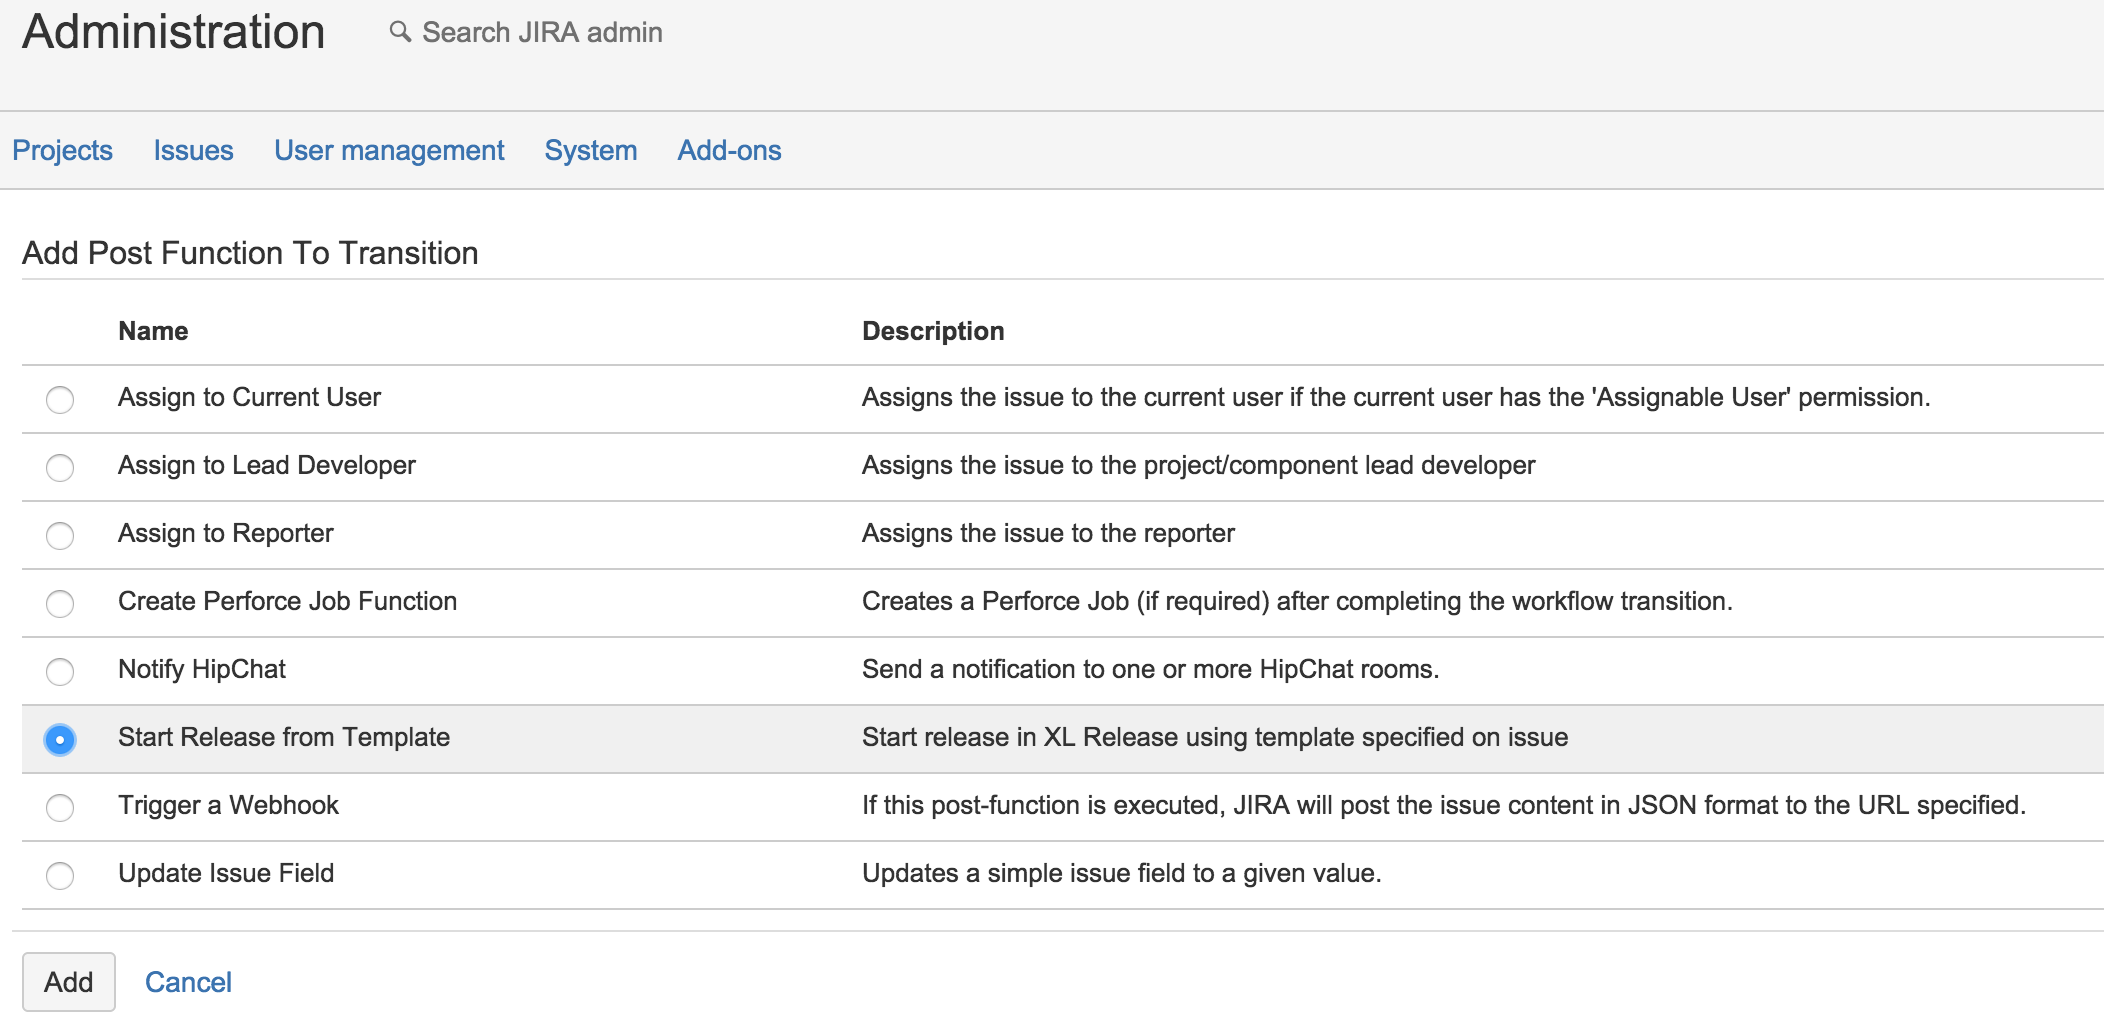 Administration Search JIRA admin
Projects Issues User management System Add-ons
Add Post Function To Transition
Name Description
Assign to Current User Assigns the issue to the current user if the current user has the 'Assignable User' permission.
Assign to Lead Developer Assigns the issue to the project/component lead developer
Assign to Reporter Assigns the issue to the reporter
Create Perforce Job Function Creates a Perforce Job (if required) after completing the workflow transition.
Notify HipChat Send a notification to one or more HipChat rooms.
Start Release from Template Start release in XL Release using template specified on issue
Trigger a Webhook If this post-function is executed, JIRA will post the issue content in JSON format to the URL specified.
Update Issue Field Updates a simple issue field to a given value.
Add Cancel